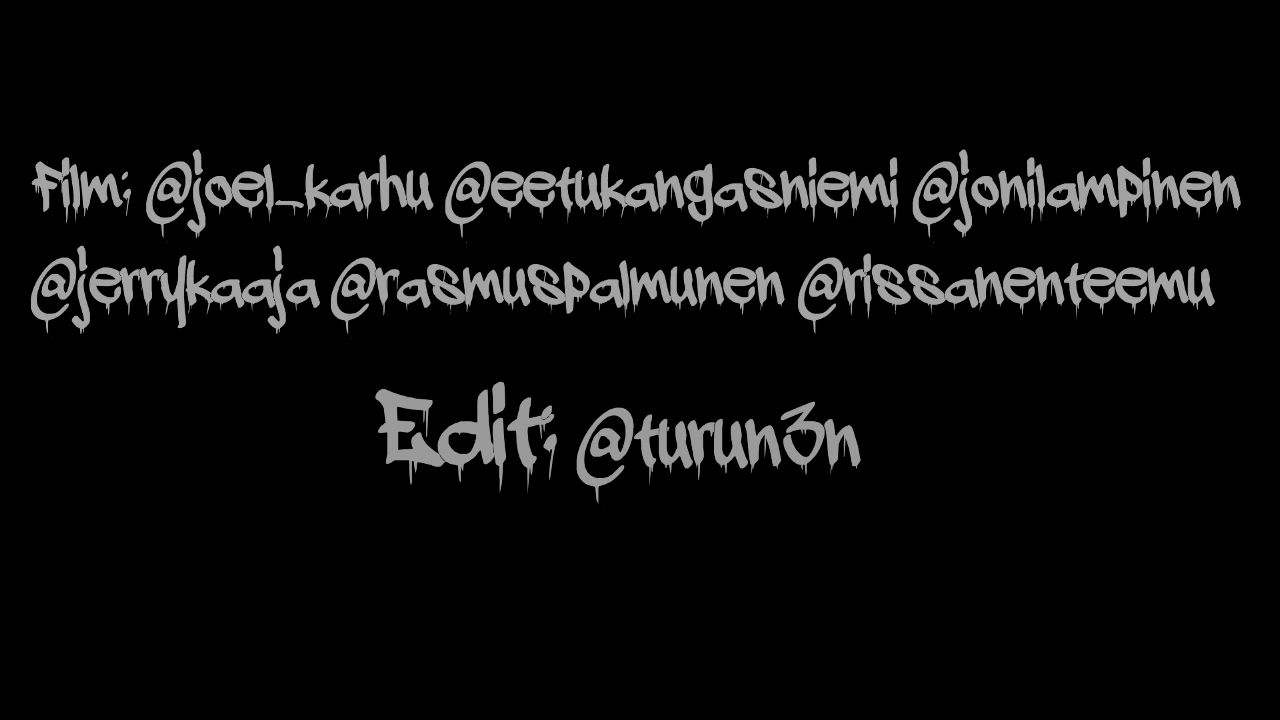 Film: @joel_karhu @eetukangasniemi @jonilampinen
@jerrykaaja @rasmuspalmunen @rissanenteemu
Edit: @turun3n